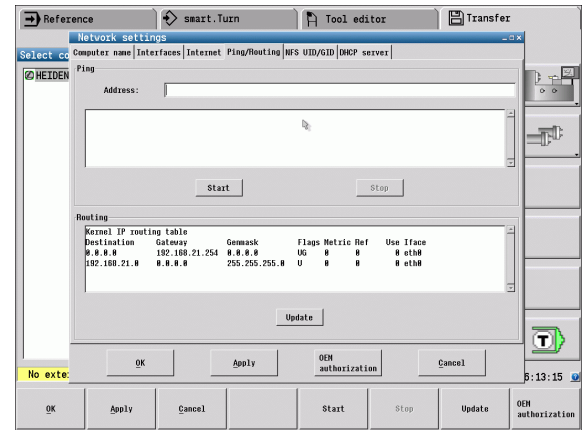 Reference
smart.Turn
Tool editor
Transfer
Network settings
Select co
Computer name Interfaces Internet Ping/Routing NFS UID/GID DHCP server
HEIDEN
Ping
Address:
Start Stop
Routing
Kernel IP routing table
Destination Gateway Genmask Flags Metric Ref Use Iface
0.0.0.0 192.168.21.254 0.0.0.0 UG 0 0 0 eth0
192.168.21.0 0.0.0.0 255.255.255.0 U 0 0 0 eth0
Update
T
OK Apply OEM authorization Cancel
No exte
6:13:15
OK Apply Cancel Start Stop Update OEM authorization